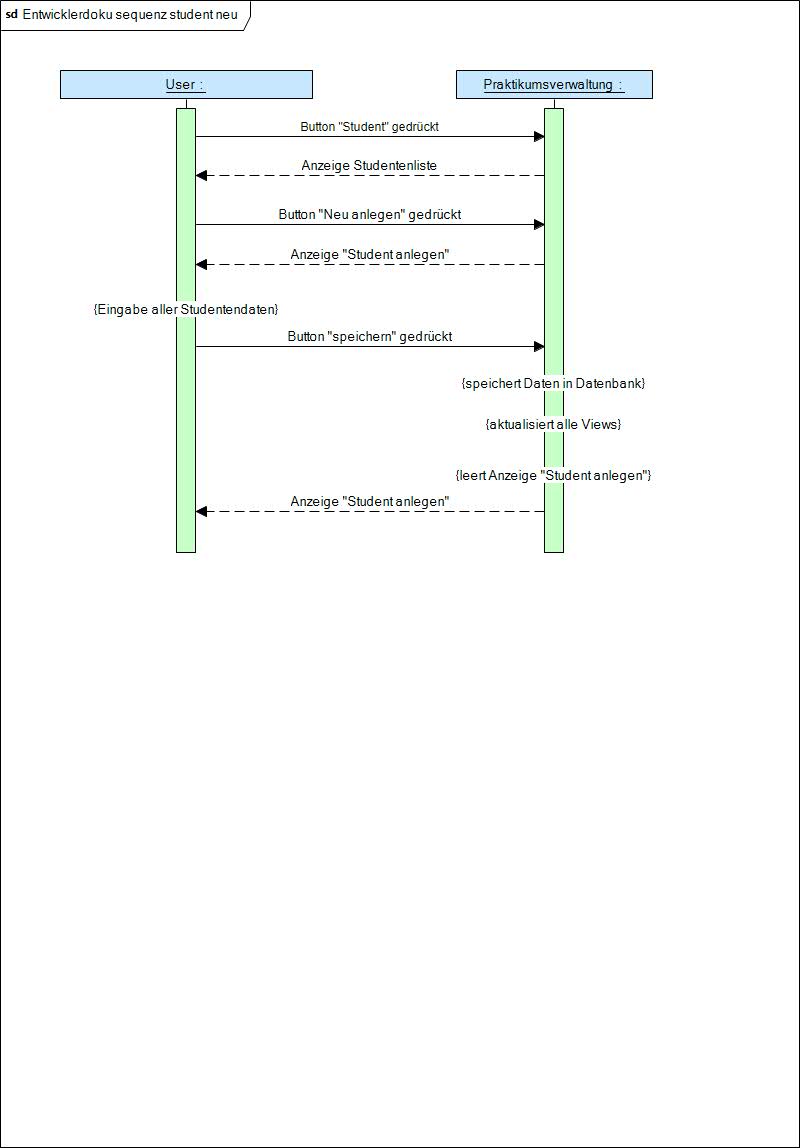 sd Entwicklerdoku sequenz student neu
User :
Praktikumsverwaltung :
Button "Student" gedrückt
Anzeige Studentenliste
Button "Neu anlegen" gedrückt
Anzeige "Student anlegen"
{Eingabe aller Studentendaten}
Button "speichern" gedrückt
{speichert Daten in Datenbank}
{aktualisiert alle Views}
{leert Anzeige "Student anlegen"}
Anzeige "Student anlegen"